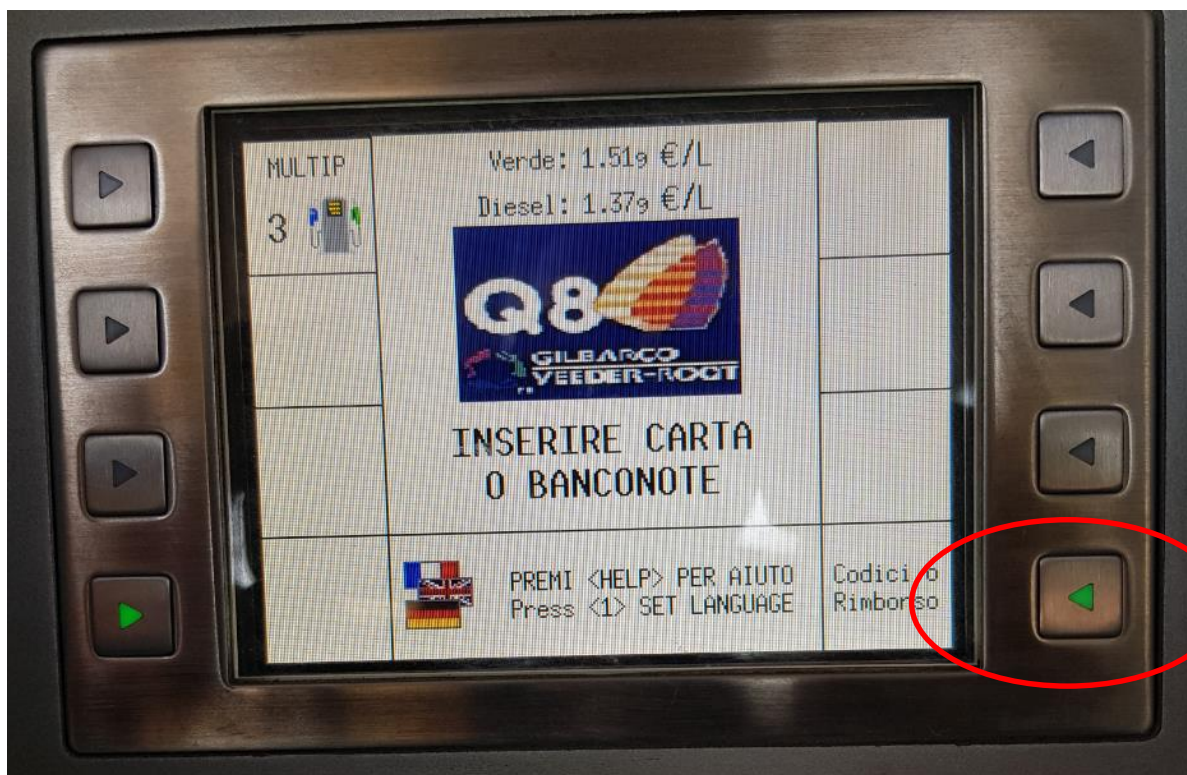 MULTIP
3
Verde: 1.519 €/L
Diesel: 1.379 €/L
Q8
GILBARCO
VEEDER-ROOT
INSERIRE CARTA
O BANCONOTE
PREMI <HELP> PER AIUTO
Press <1> SET LANGUAGE
Codici o
Rimborso